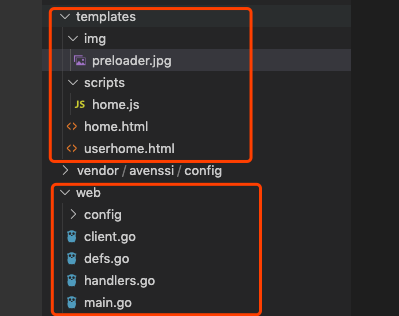 templates
img
preloader.jpg
scripts
JS home.js
<> home.html
<> userhome.html
vendor / avenssi / config
web
config
client.go
defs.go
handlers.go
main.go